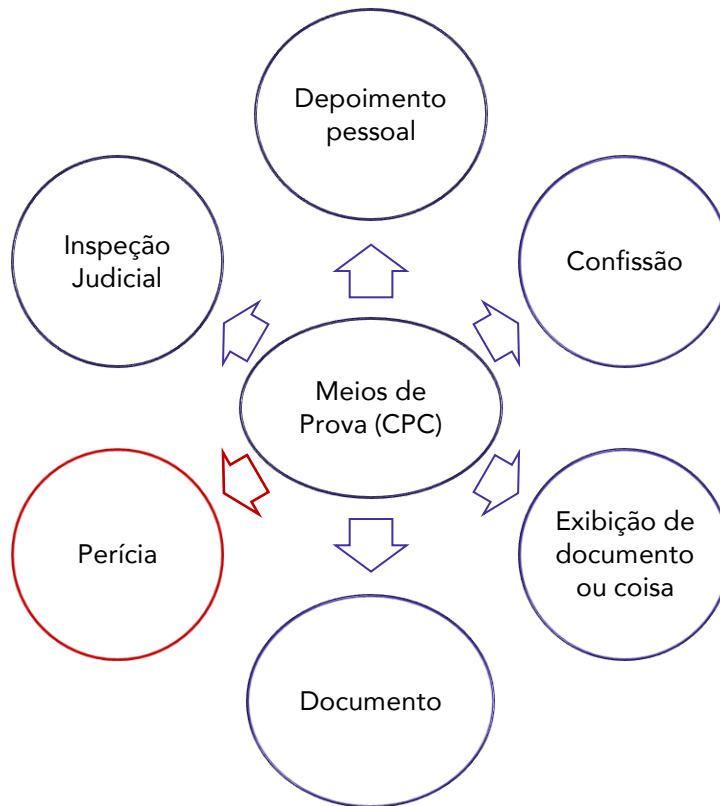 Depoimento
pessoal
Inspeção
Judicial
Confissão
Meios de
Prova (CPC)
Perícia
Exibição de
documento
ou coisa
Documento